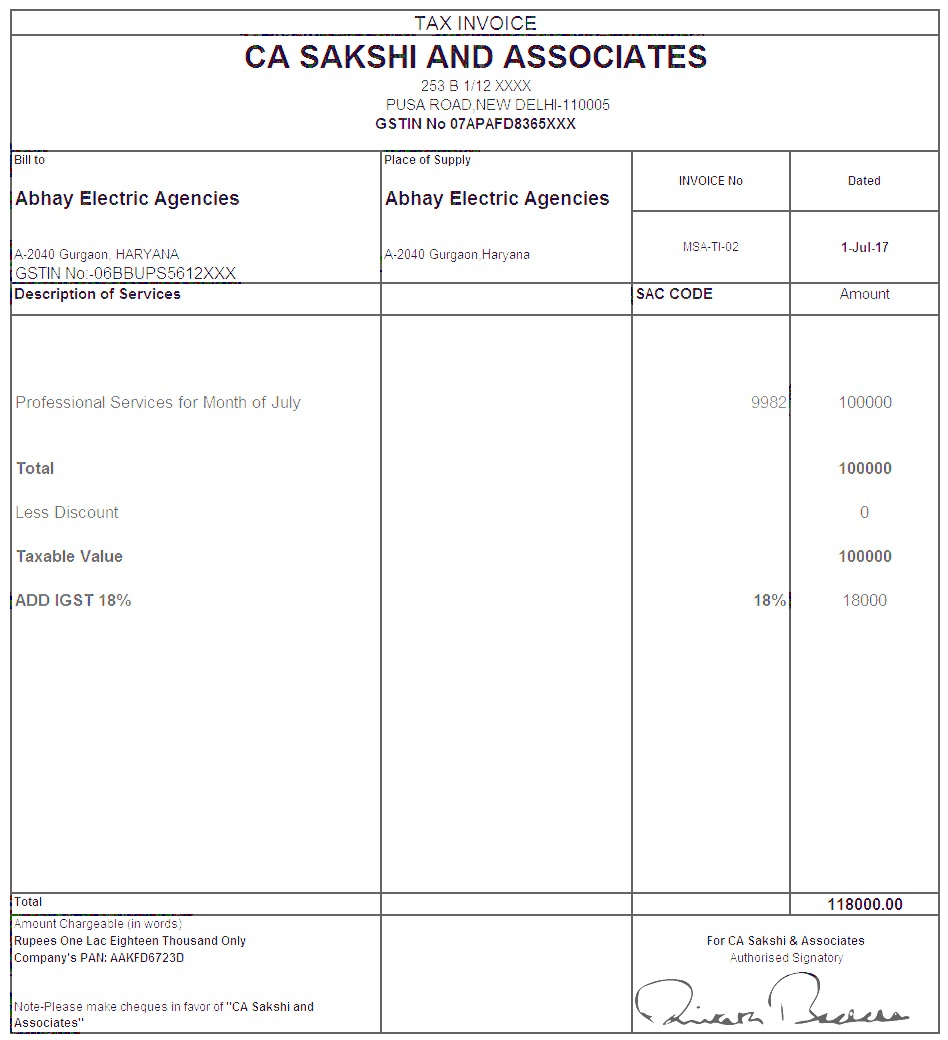 TAX INVOICE
CA SAKSHI AND ASSOCIATES
253 B 1/12 XXXX
PUSA ROAD,NEW DELHI-110005
GSTIN No 07APAFD8365XXX
Bill to
Abhay Electric Agencies
A-2040 Gurgaon, HARYANA
GSTIN No:-06BBUPS5612XXX
Place of Supply
Abhay Electric Agencies
A-2040 Gurgaon,Haryana
INVOICE No
Dated
MSA-TI-02
1-Jul-17
Description of Services
SAC CODE
Amount
Professional Services for Month of July 9982 100000
Total 100000
Less Discount 0
Taxable Value 100000
ADD IGST 18% 18% 18000
Total 118000.00
Amount Chargeable (in words)
Rupees One Lac Eighteen Thousand Only
Company's PAN: AAKFD6723D
Note-Please make cheques in favor of "CA Sakshi and
Associates"
For CA Sakshi & Associates
Authorised Signatory